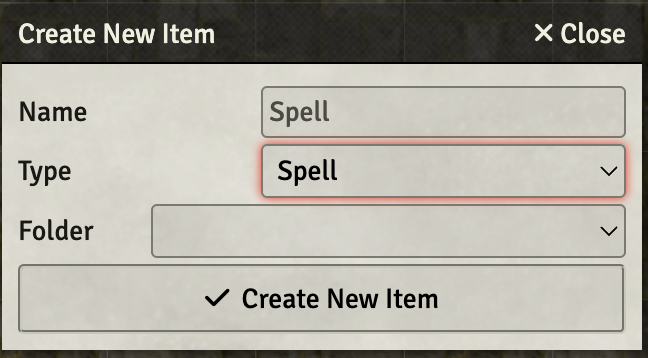 Create New Item
Close
Name
Spell
Type
Spell
Folder
Create New Item